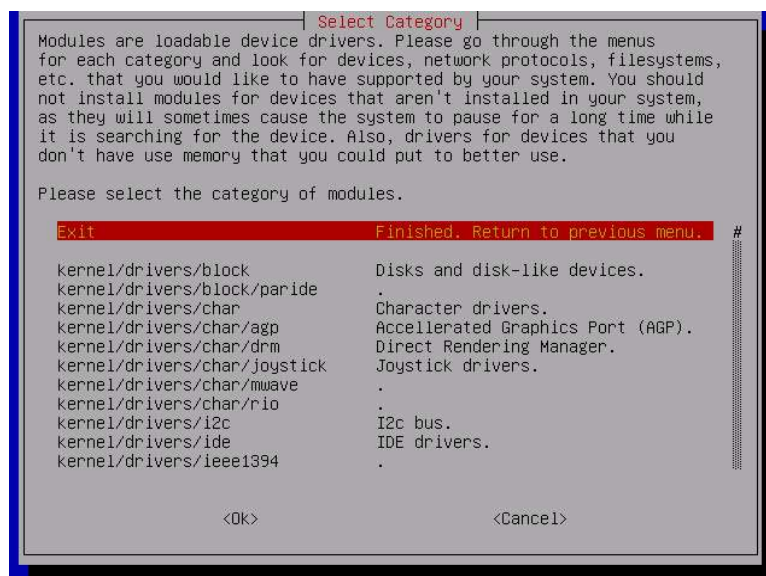 Select Category
Modules are loadable device drivers. Please go through the menus
for each category and look for devices, network protocols, filesystems,
etc. that you would like to have supported by your system. You should
not install modules for devices that aren't installed in your system,
as they will sometimes cause the system to pause for a long time while
it is searching for the device. Also, drivers for devices that you
don't have use memory that you could put to better use.
Please select the category of modules.
Exit Finished. Return to previous menu. #
kernel/drivers/block Disks and disk-like devices.
kernel/drivers/block/paride .
kernel/drivers/char Character drivers.
kernel/drivers/char/agp Accellerated Graphics Port (AGP).
kernel/drivers/char/drm Direct Rendering Manager.
kernel/drivers/char/joystick Joystick drivers.
kernel/drivers/char/mwave .
kernel/drivers/char/rio .
kernel/drivers/i2c I2c bus.
kernel/drivers/ide IDE drivers.
kernel/drivers/ieee1394 .
<Ok> <Cancel>